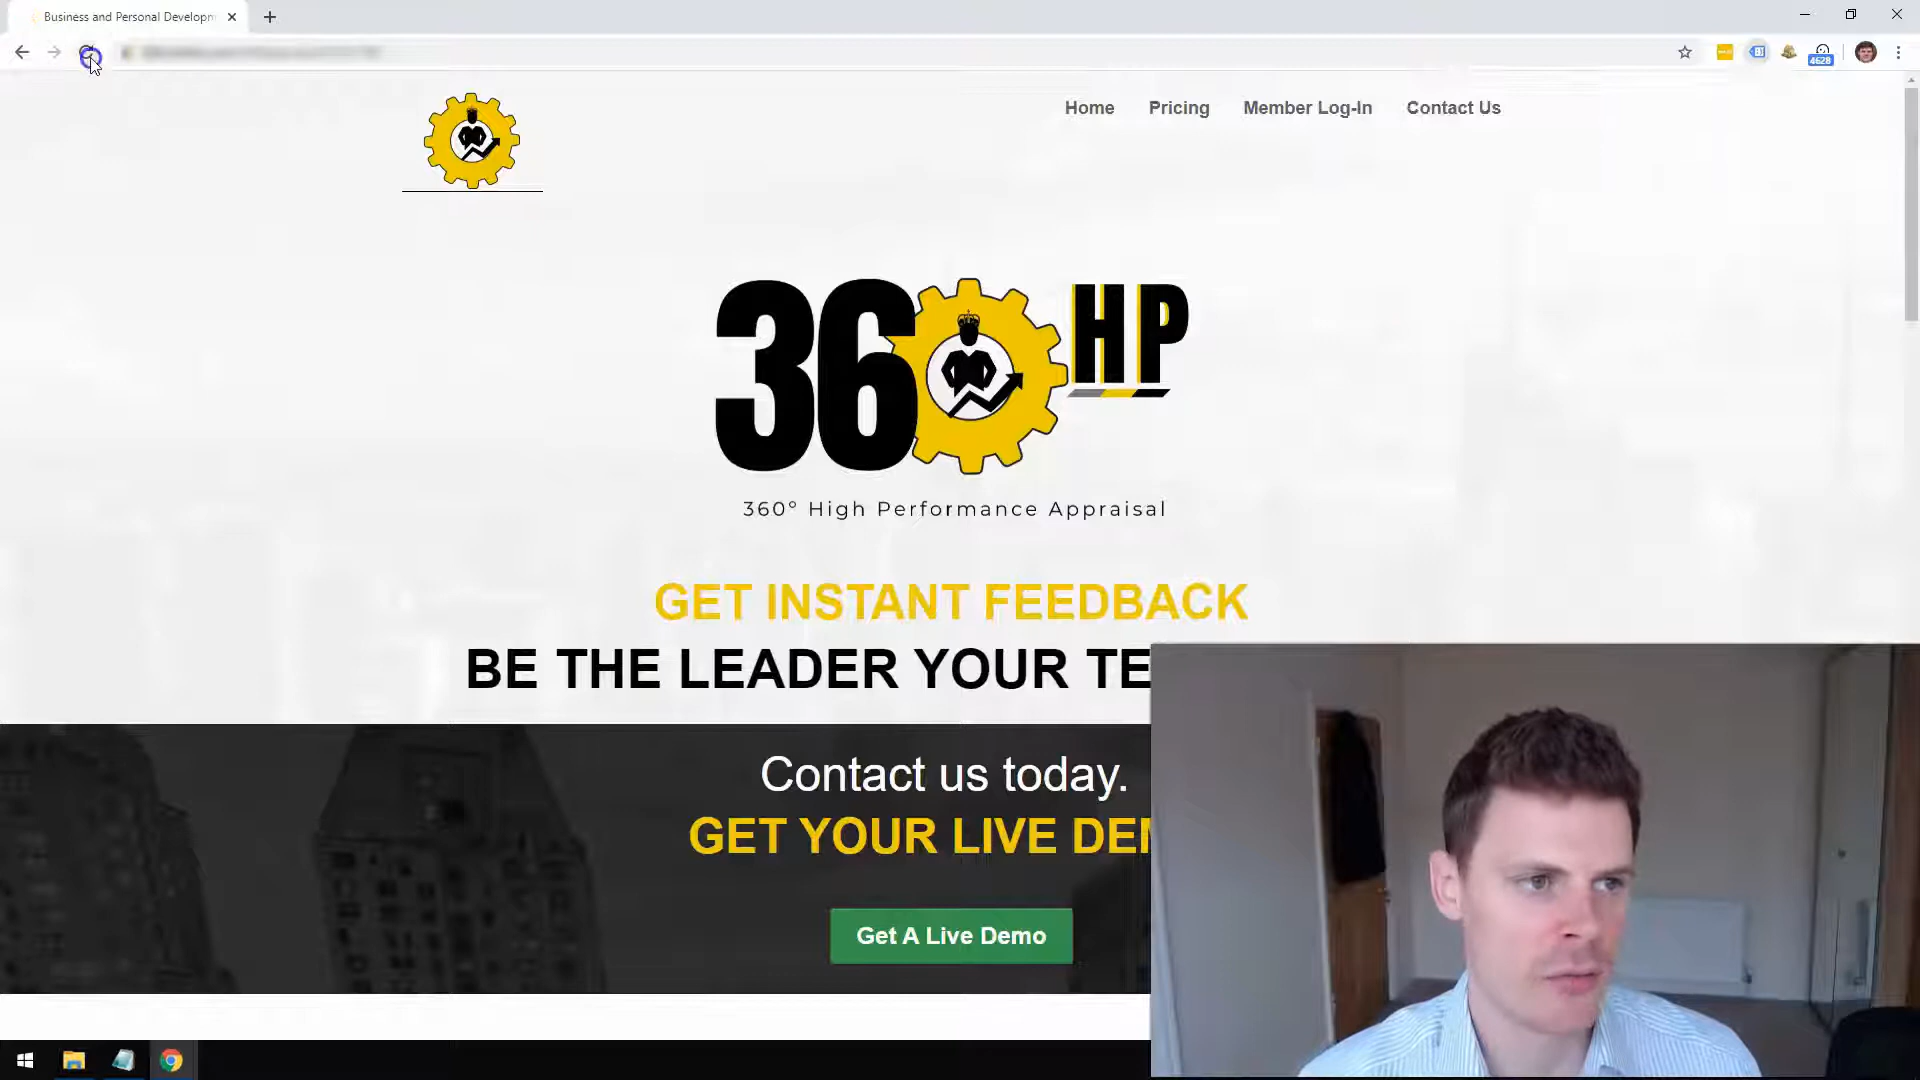 Business and Personal Developm
4628
Home Pricing Member Log-In Contact Us
36 HP
360° High Performance Appraisal
GET INSTANT FEEDBACK
BE THE LEADER YOUR TE
Contact us today.
GET YOUR LIVE DEM
Get A Live Demo